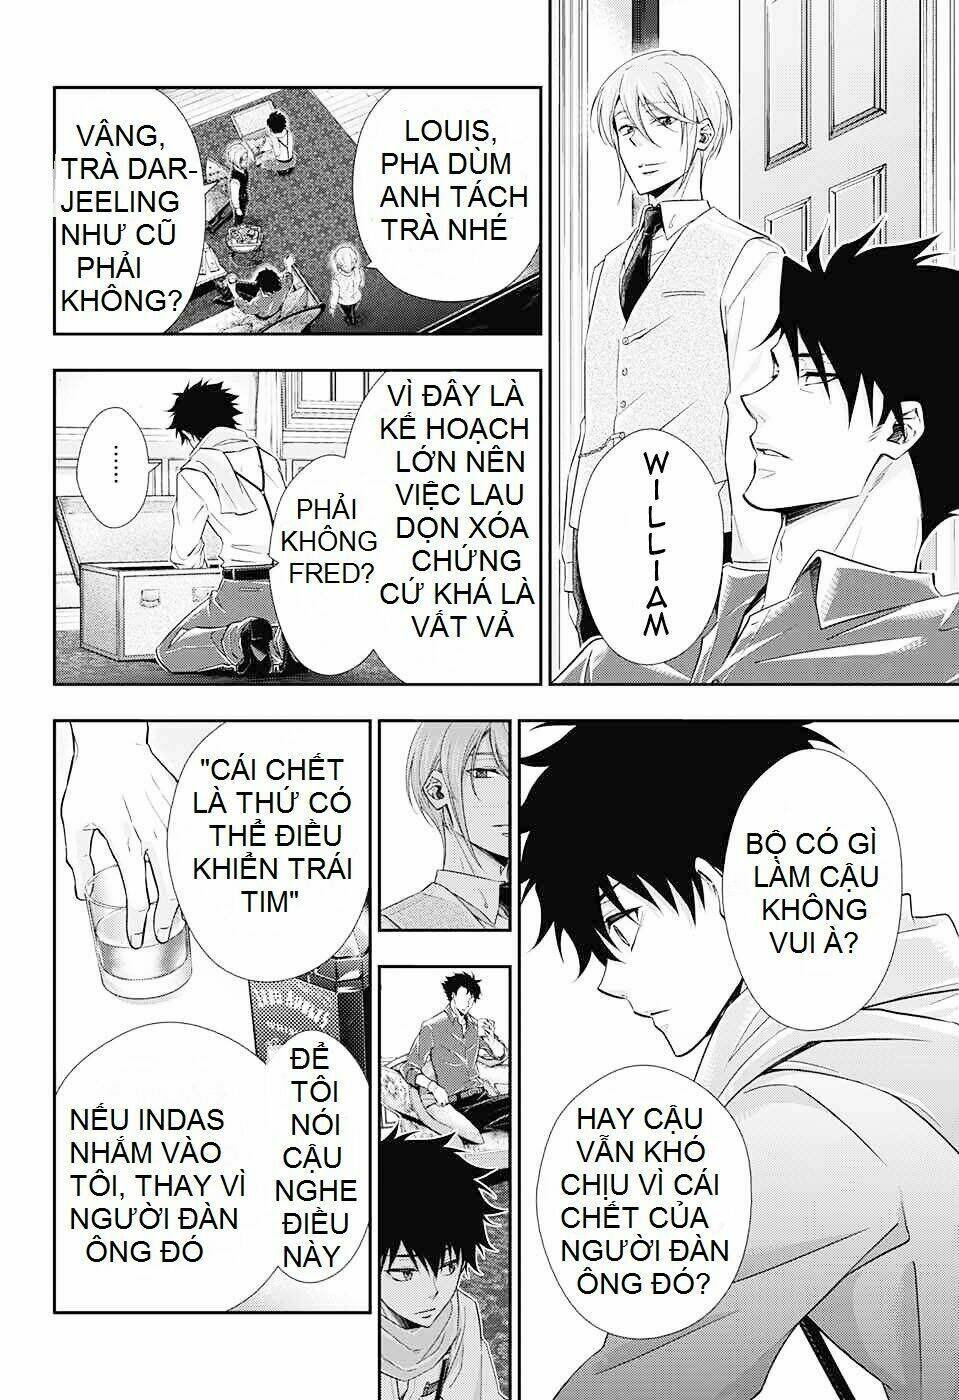 WILLIAM
LOUIS,
PHA DÙM
ANH TÁCH
TRÀ NHÉ
VÂNG,
TRÀ DAR-
JEELING
NHƯ CŨ
PHẢI
KHÔNG?
VÌ ĐÂY LÀ
KẾ HOẠCH
LỚN NÊN
VIỆC LAU
DỌN XÓA
CHỨNG
CỨ KHÁ LÀ
VẤT VẢ
PHẢI
KHÔNG
FRED?
......
BỘ CÓ GÌ
LÀM CẬU
KHÔNG
VUI À?
HAY CẬU
VẪN KHÓ
CHỊU VÌ CÁI
CHẾT CỦA
NGƯỜI ĐÀN
ÔNG ĐÓ?
"CÁI CHẾT
LÀ THỨ CÓ
THỂ ĐIỀU
KHIỂN TRÁI
TIM"
ĐỂ
TÔI
NÓI
CẬU
NGHE
ĐIỀU
NÀY
NẾU INDAS
NHẮM VÀO
TÔI, THAY VÌ
NGƯỜI ĐÀN
ÔNG ĐÓ